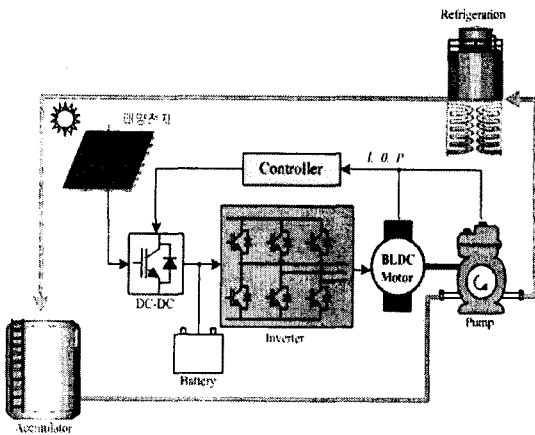 Refrigeration
태양전지
Controller
I, θ, P
DC-DC
Inverter
BLDC
Motor
Pump
Battery
Accumulator